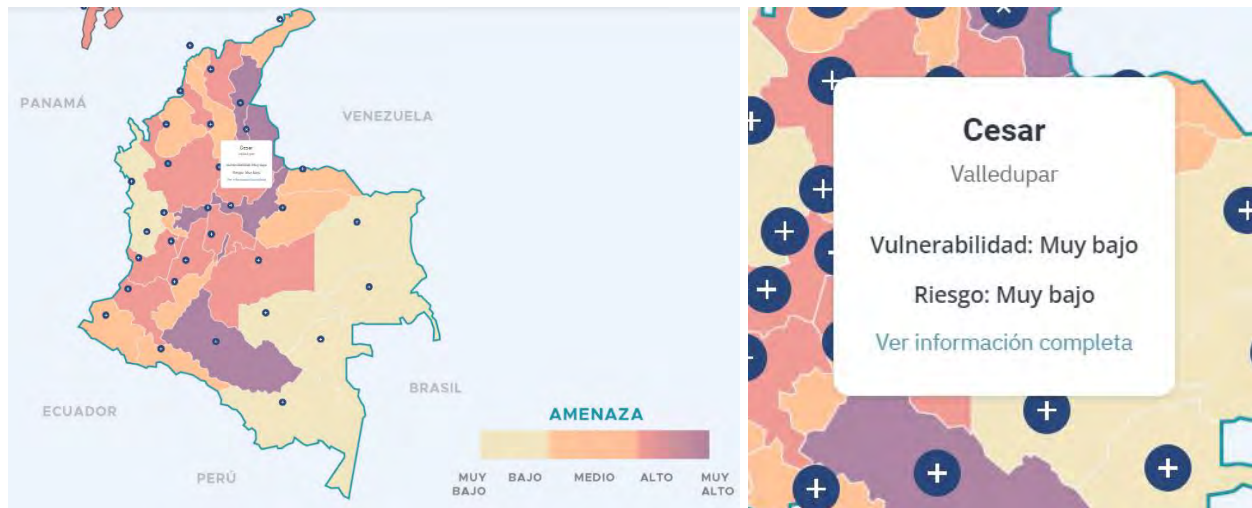 PANAMÁ
VENEZUELA
Cesar
BRASIL
ECUADOR
PERÚ
AMENAZA
MUY BAJO
BAJO
MEDIO
ALTO
MUY ALTO
Cesar
Valledupar
Vulnerabilidad: Muy bajo
Riesgo: Muy bajo
Ver información completa